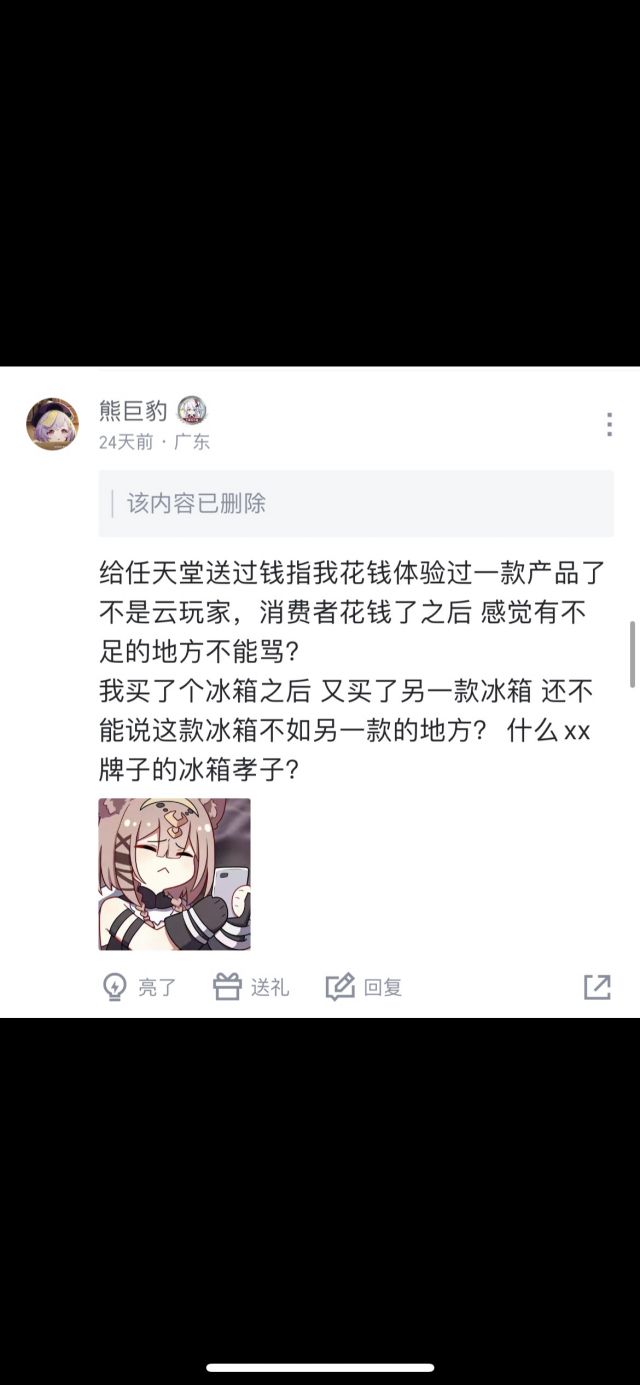 熊巨豹
24天前 · 广东
该内容已删除
给任天堂送过钱指我花钱体验过一款产品了
不是云玩家，消费者花钱了之后 感觉有不
足的地方不能骂？
我买了个冰箱之后 又买了另一款冰箱 还不
能说这款冰箱不如另一款的地方？ 什么xx
牌子的冰箱孝子？
亮了 送礼 回复